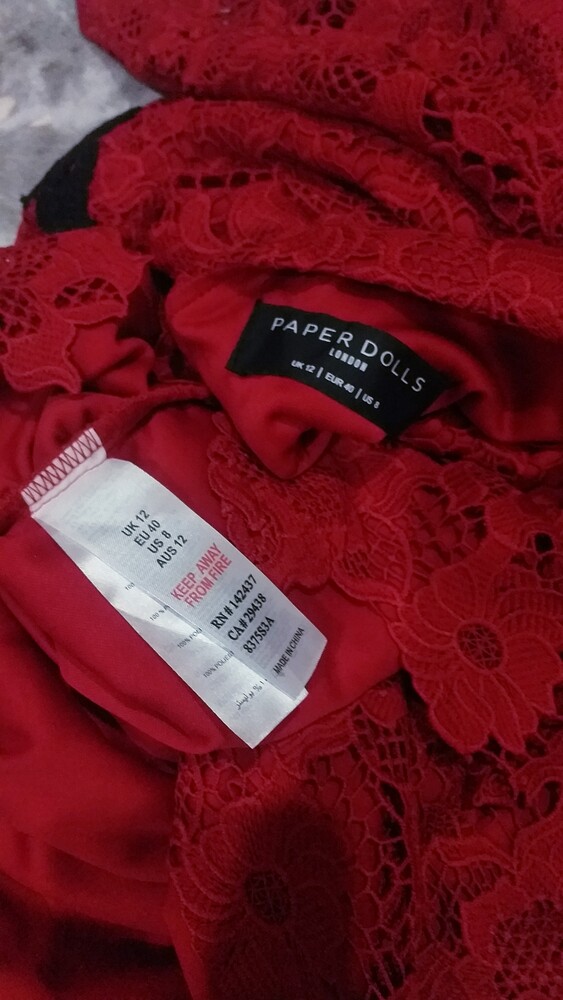 PAPER DOLLS
LONDON
UK 12 | EUR 40 | US 8
UK 12
EU 40
US 8
AUS 12
KEEP AWAY
FROM FIRE
RN# 142437
CA# 29438
8375S3A
MADE IN CHINA